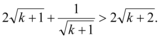 2√(k+1) + 1/√(k+1) > 2√(k+2).